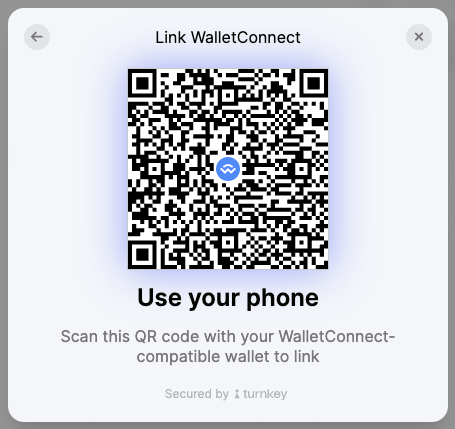 Link WalletConnect
Use your phone
Scan this QR code with your WalletConnect-
compatible wallet to link
Secured by turnkey